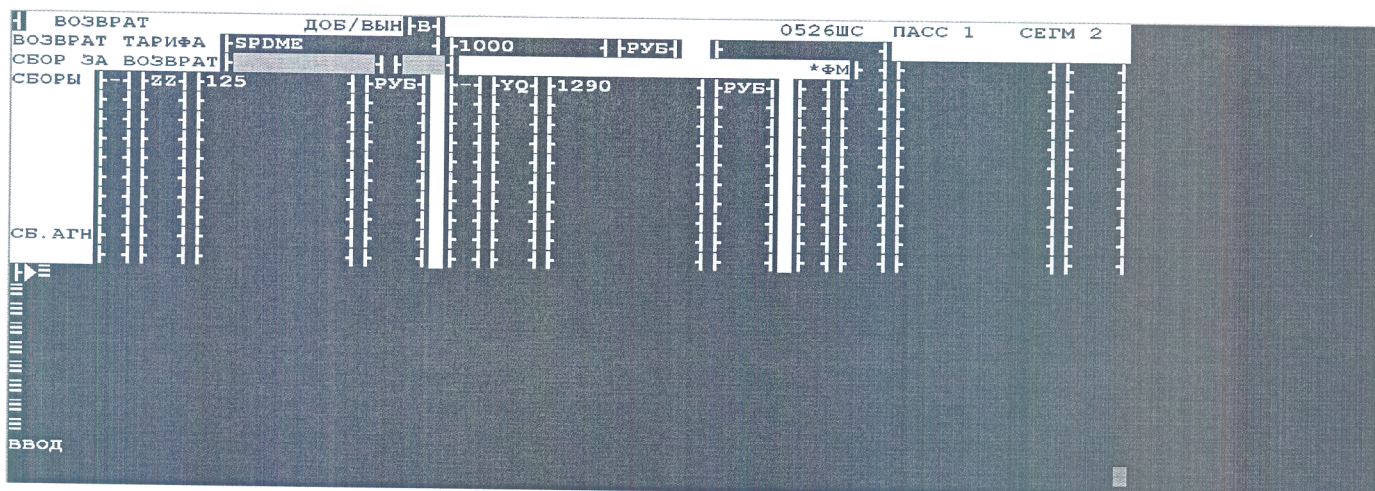 ВОЗВРАТ ДОБ/ВЫН В 0526ШС ПАСС 1 СЕГМ 2
ВОЗВРАТ ТАРИФА SPDME 1000 РУБ
СБОР ЗА ВОЗВРАТ *ФМ
СБОРЫ - ZZ 125 РУБ - YQ 1290 РУБ
СБ.АГН
ВВОД